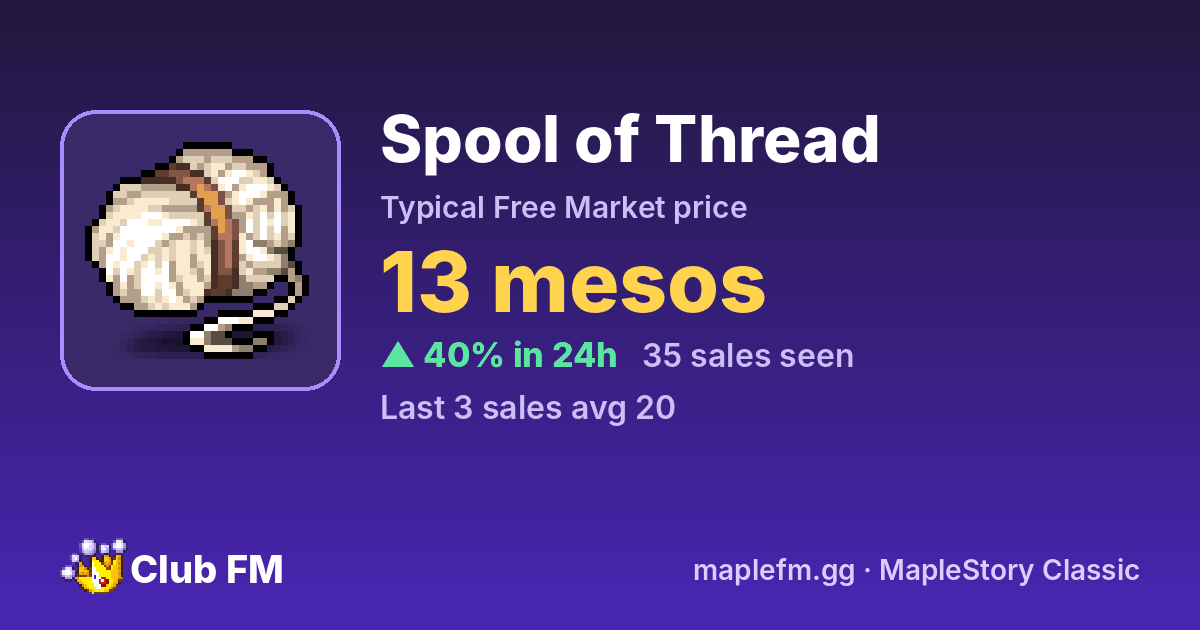 Spool of Thread
Typical Free Market price
13 mesos
▲ 40% in 24h 35 sales seen
Last 3 sales avg 20
Club FM
maplefm.gg · MapleStory Classic